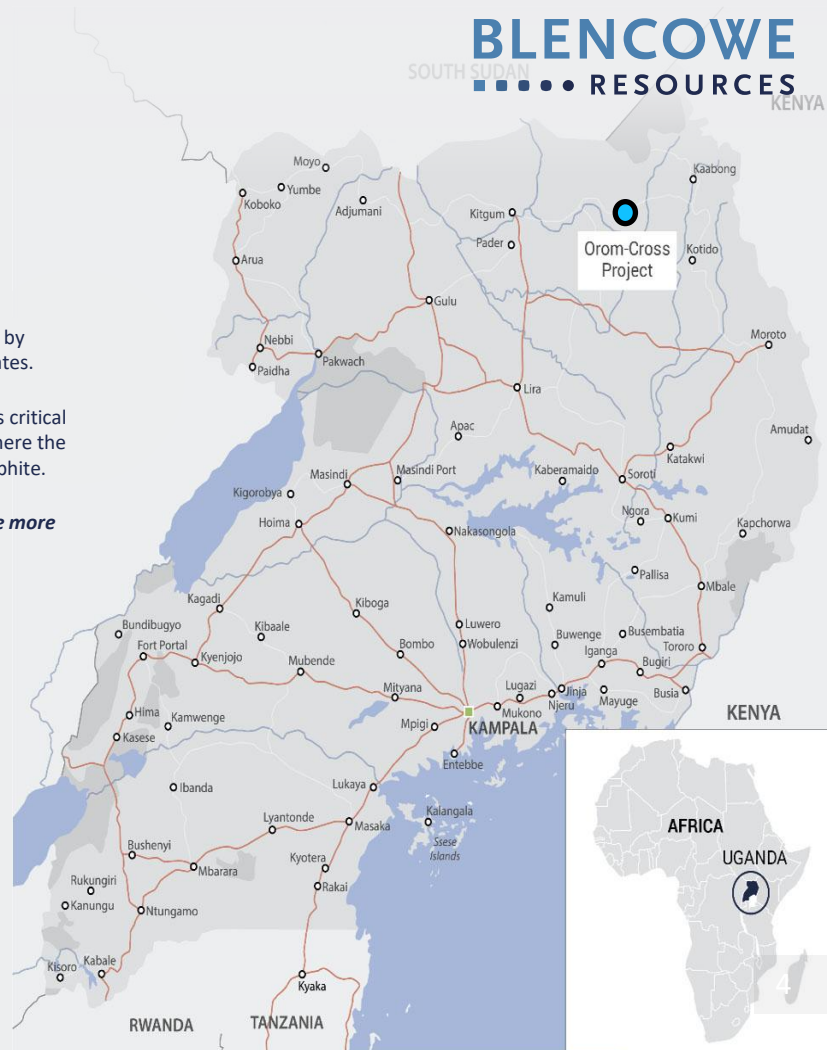 BLENCOWE
RESOURCES
SOUTH SUDAN
KENYA
Moyo
Yumbe
Koboko
Adjumani
Kaabong
Kitgum
Pader
Orom-Cross
Project
Kotido
Arua
Gulu
by
Nebbi
Paidha
Pakwach
Moroto
Lira
s critical
Apac
Amudat
Katakwi
Masindi
Masindi Port
Kaberamaido
Soroti
Kigorobya
Hoima
more
Nakasongola
Ngora
Kumi
Kapchorwa
Pallisa
Mbale
Kagadi
Kiboga
Kamuli
Bundibugyo
Kibaale
Luwero
Busembatia
Fort Portal
Bombo
Wobulenzi
Buwenge
Iganga
Tororo
Kyenjojo
Mubende
Bugiri
Mityana
Lugazi
Jinja
Njeru
Mayuge
Busia
Hima
Kamwenge
Mpigi
Mukono
KAMPALA
KENYA
Kasese
Entebbe
Ibanda
Lukaya
Kalangala
Ssese
Islands
Lyantonde
Masaka
Bushenyi
Mbarara
Kyotera
Rakai
Rukungiri
Kanungu
Ntungamo
Kisoro
Kabale
Kyaka
RWANDA
TANZANIA
AFRICA
UGANDA
4